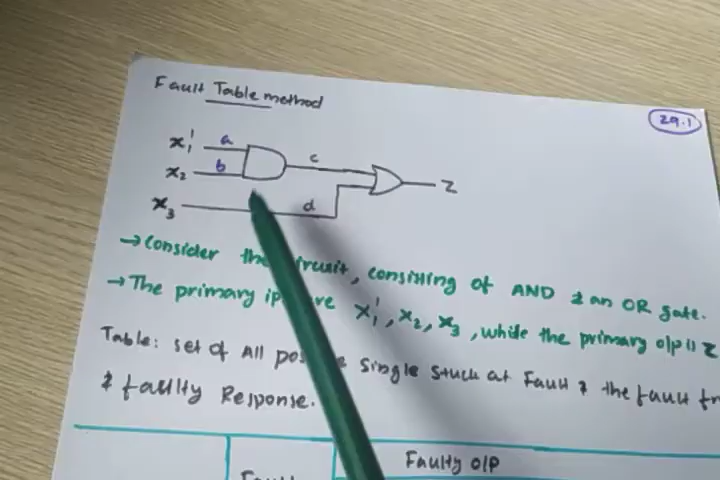 Fault Table method
29.1
x₁' a
c
x₂ b
z
x₃ d
→ Consider the circuit, consisting of AND & an OR gate.
→ The primary ip are x₁', x₂, x₃, while the primary o/p is z
Table: Set of All Single Stuck at Fault & the fault
& faulty Response.
Faulty O/P